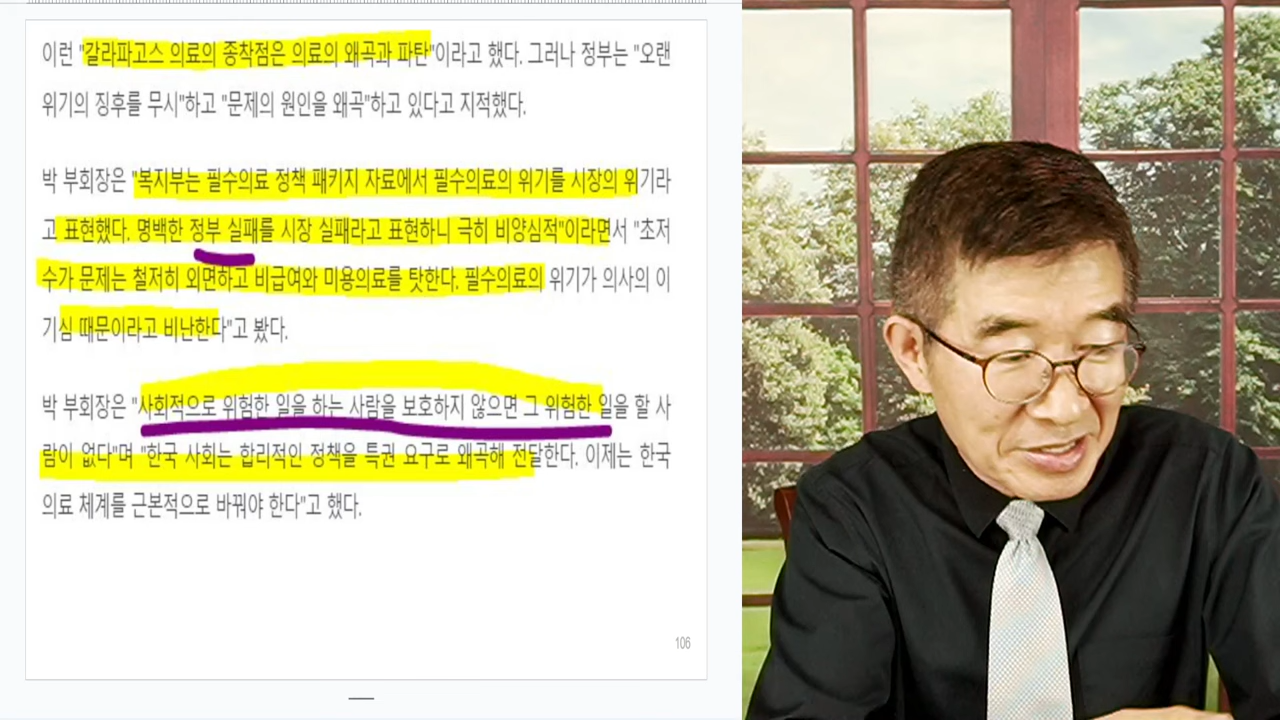 이런 "갈라파고스 의료의 종착점은 의료의 왜곡과 파탄"이라고 했다. 그러나 정부는 "오랜
위기의 징후를 무시"하고 "문제의 원인을 왜곡"하고 있다고 지적했다.
박 부회장은 "복지부는 필수의료 정책 패키지 자료에서 필수의료의 위기를 시장의 위기라
고 표현했다. 명백한 정부 실패를 시장 실패라고 표현하니 극히 비양심적"이라면서 "초저
수가 문제는 철저히 외면하고 비급여와 미용의료를 탓한다. 필수의료의 위기가 의사의 이
기심 때문이라고 비난한다"고 봤다.
박 부회장은 "사회적으로 위험한 일을 하는 사람을 보호하지 않으면 그 위험한 일을 할 사
람이 없다"며 "한국 사회는 합리적인 정책을 특권 요구로 왜곡해 전달한다. 이제는 한국
의료 체계를 근본적으로 바꿔야 한다"고 했다.
106